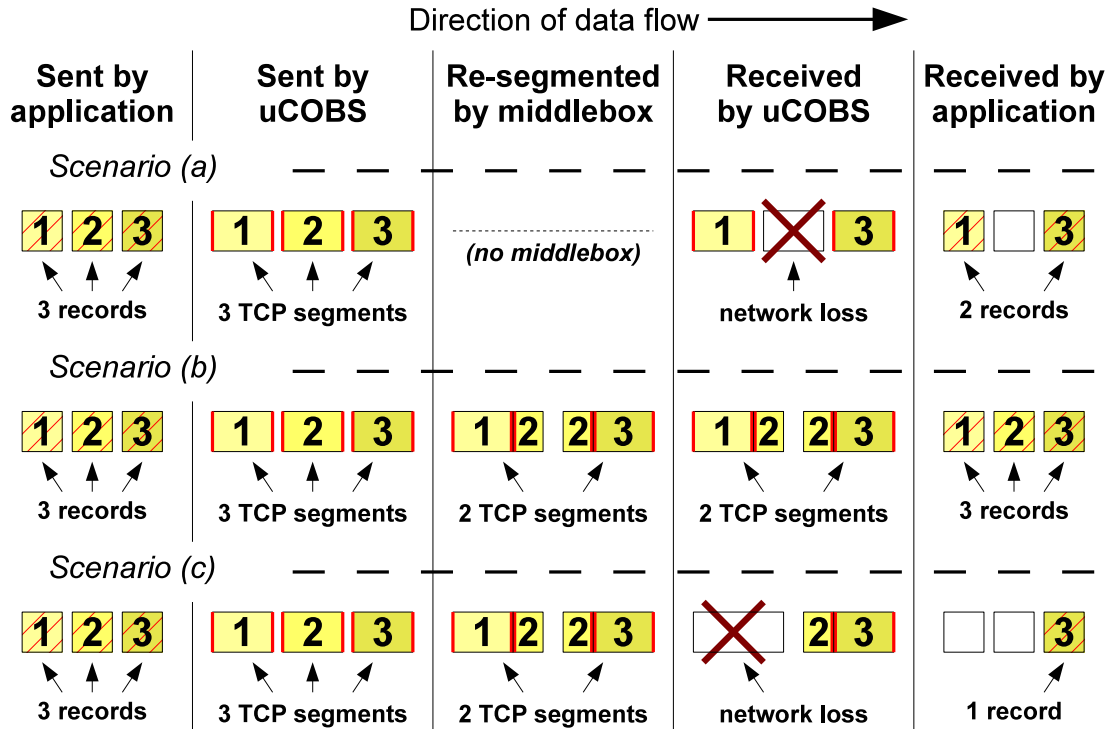 Direction of data flow
Sent by application
Sent by uCOBS
Re-segmented by middlebox
Received by uCOBS
Received by application
Scenario (a)
1 2 3
1 2 3
(no middlebox)
1 3
1 3
3 records
3 TCP segments
network loss
2 records
Scenario (b)
1 2 3
1 2 3
1 2 2 3
1 2 2 3
1 2 3
3 records
3 TCP segments
2 TCP segments
2 TCP segments
3 records
Scenario (c)
1 2 3
1 2 3
1 2 2 3
2 3
3
3 records
3 TCP segments
2 TCP segments
network loss
1 record